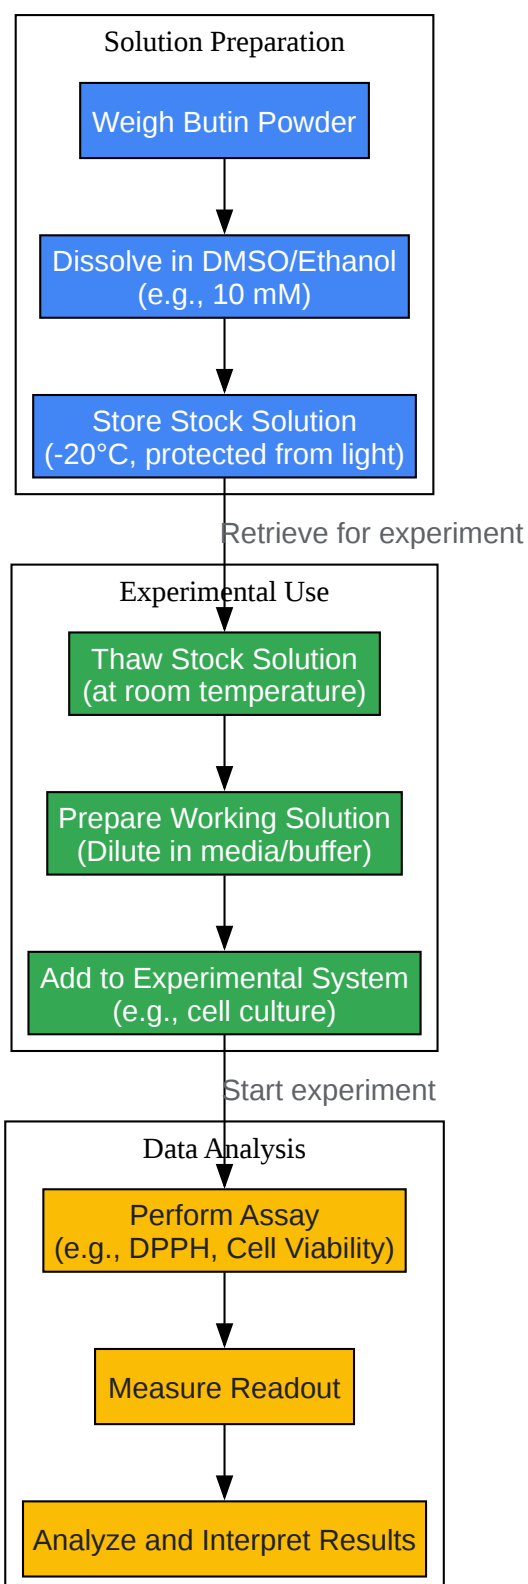 Solution Preparation
Weigh Butin Powder
Dissolve in DMSO/Ethanol
(e.g., 10 mM)
Store Stock Solution
(-20°C, protected from light)
Retrieve for experiment
Experimental Use
Thaw Stock Solution
(at room temperature)
Prepare Working Solution
(Dilute in media/buffer)
Add to Experimental System
(e.g., cell culture)
Start experiment
Data Analysis
Perform Assay
(e.g., DPPH, Cell Viability)
Measure Readout
Analyze and Interpret Results